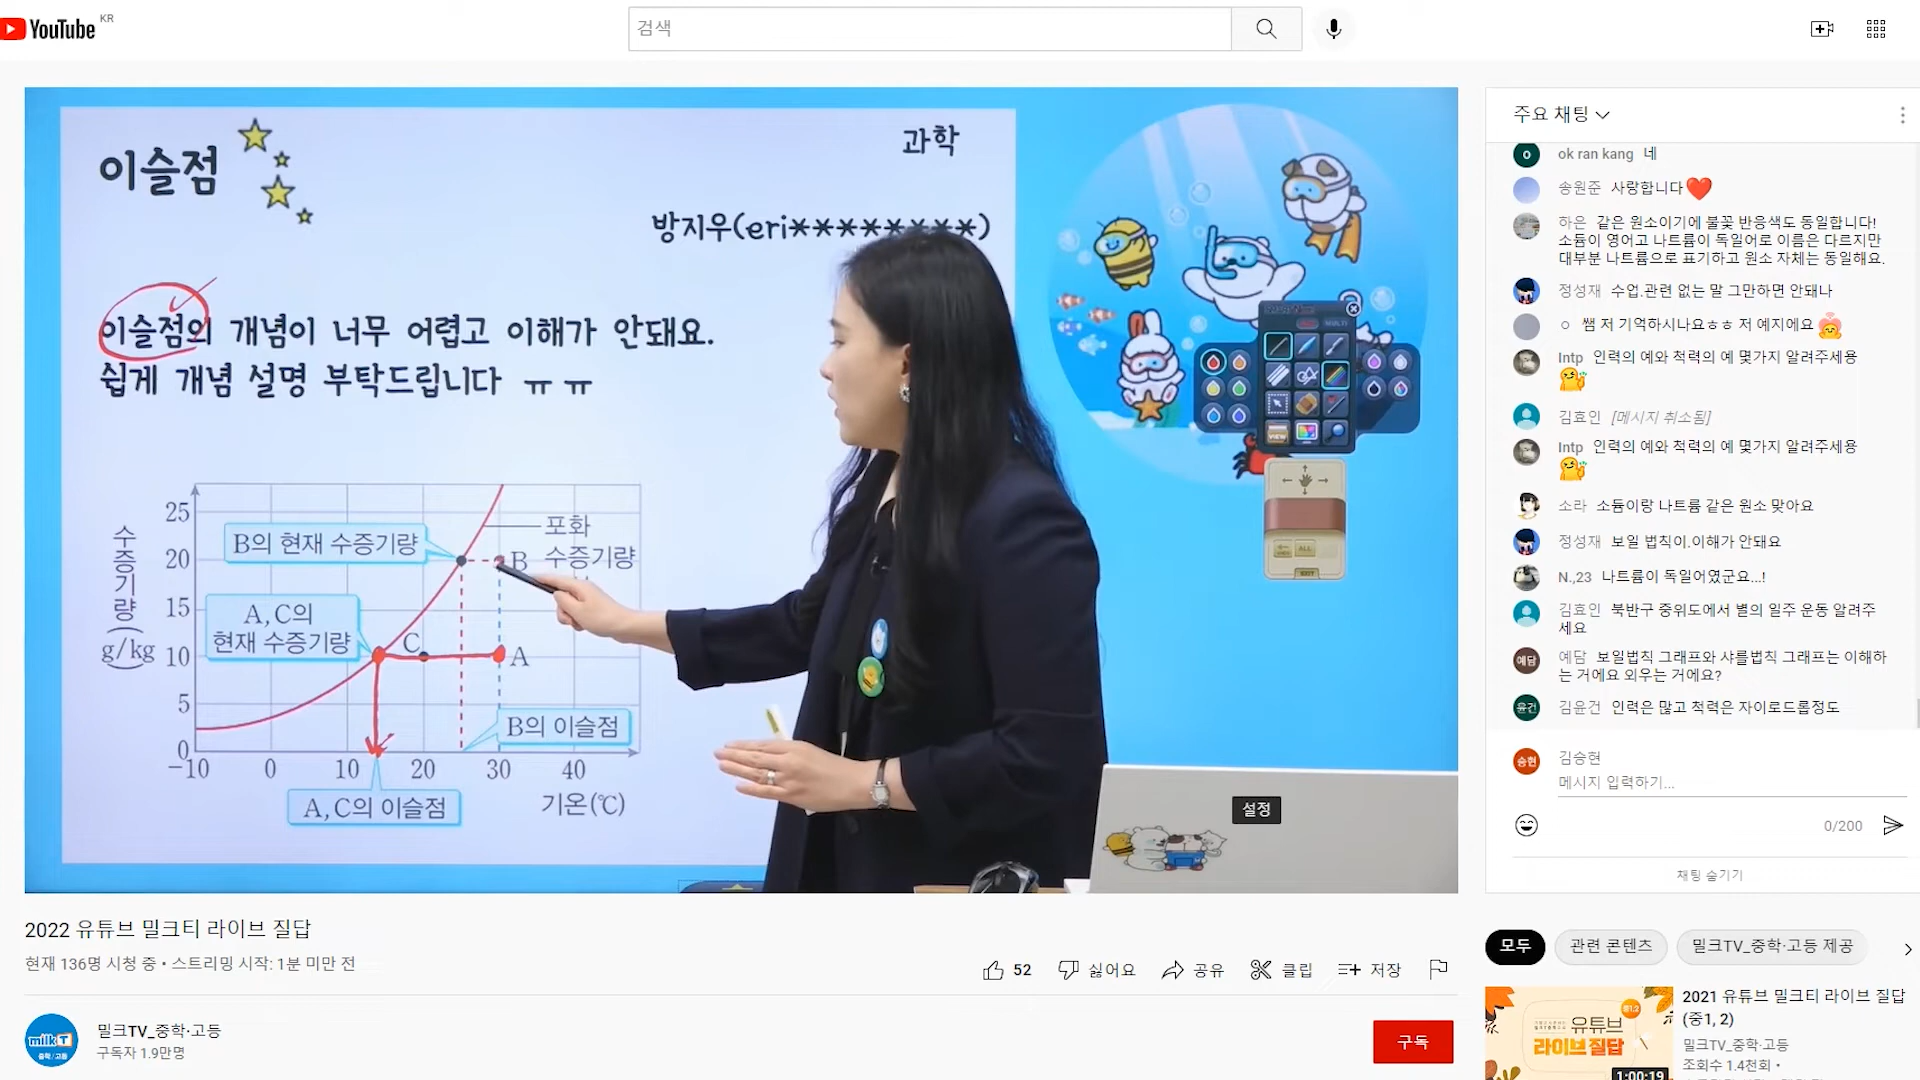 YouTube KR
검색
이슬점
과학
방지우(eri********)
이슬점의 개념이 너무 어렵고 이해가 안돼요.
쉽게 개념 설명 부탁드립니다 ㅠㅠ
수증기량(g/kg)
25
20
15
10
5
0
B의 현재 수증기량
포화
수증기량
B
A, C의
현재 수증기량
C
A
B의 이슬점
-10 0 10 20 30 40
A, C의 이슬점
기온(℃)
VIEW
ALL
EXIT
설정
2022 유튜브 밀크티 라이브 질답
현재 136명 시청 중 • 스트리밍 시작: 1분 미만 전
52
싫어요
공유
클립
저장
milkT
중학/고등
밀크TV_중학·고등
구독자 1.9만명
구독
주요 채팅
o ok ran kang 네
송원준 사랑합니다❤️
하은 같은 원소이기에 불꽃 반응색도 동일합니다!
소듐이 영어고 나트륨이 독일어로 이름은 다르지만
대부분 나트륨으로 표기하고 원소 자체는 동일해요.
정성재 수업.관련 없는 말 그만하면 안돼나
ㅇ 쌤 저 기억하시나요ㅎㅎ 저 예지에요
Intp 인력의 예와 척력의 예 몇가지 알려주세용
김효인 [메시지 취소됨]
Intp 인력의 예와 척력의 예 몇가지 알려주세용
소라 소듐이랑 나트륨 같은 원소 맞아요
정성재 보일 법칙이.이해가 안돼요
N.,23 나트륨이 독일어였군요...!
김효인 북반구 중위도에서 별의 일주 운동 알려주
세요
예담 예담 보일법칙 그래프와 샤를법칙 그래프는 이해하
는 거에요 외우는 거에요?
윤건 김윤건 인력은 많고 척력은 자이로드롭정도
승현 김승현
메시지 입력하기...
0/200
채팅 숨기기
모두
관련 콘텐츠
밀크TV_중학·고등 제공
중1,2
유튜브
라이브 질답
1:00:19
2021 유튜브 밀크티 라이브 질답
(중1, 2)
밀크TV_중학·고등
조회수 1.4천회 •